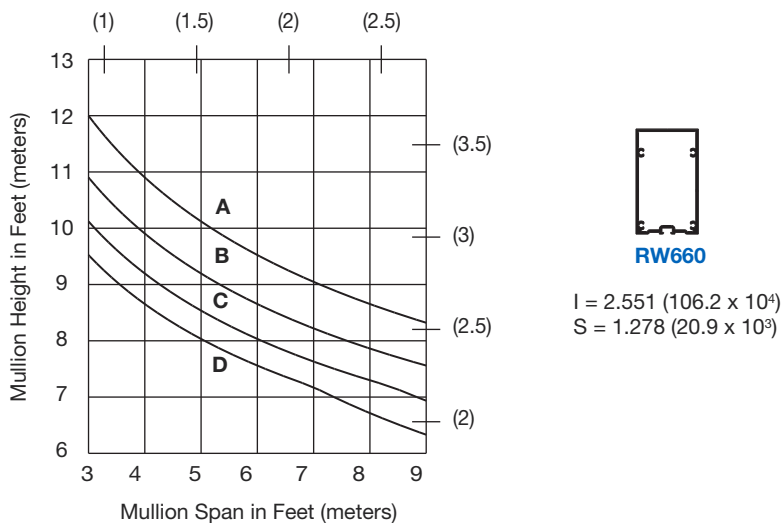 (1) (1.5) (2) (2.5)
13
12
11
10
9
8
7
6
3 4 5 6 7 8 9
Mullion Height in Feet (meters)
Mullion Span in Feet (meters)
A
B
C
D
(3.5)
(3)
(2.5)
(2)
RW660
I = 2.551 (106.2 x 10⁴)
S = 1.278 (20.9 x 10³)